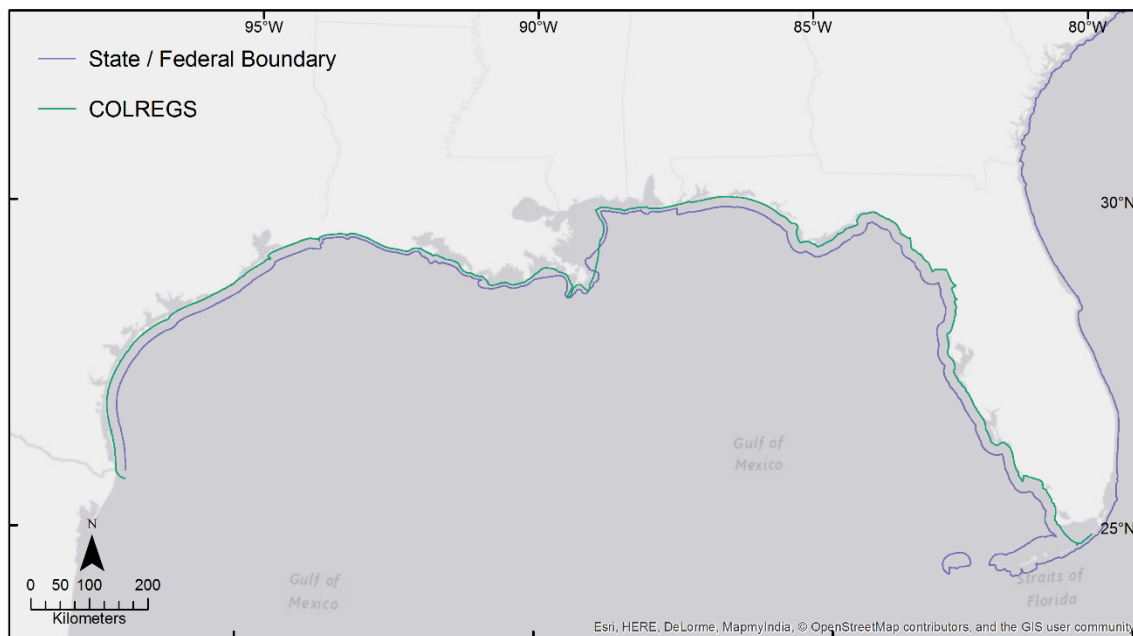 95°W 90°W 85°W 80°W
State / Federal Boundary
COLREGS
30°N
Gulf of
Mexico
25°N
N
0 50 100 200
Kilometers
Gulf of
Mexico
Straits of
Florida
Esri, HERE, DeLorme, MapmyIndia, © OpenStreetMap contributors, and the GIS user community